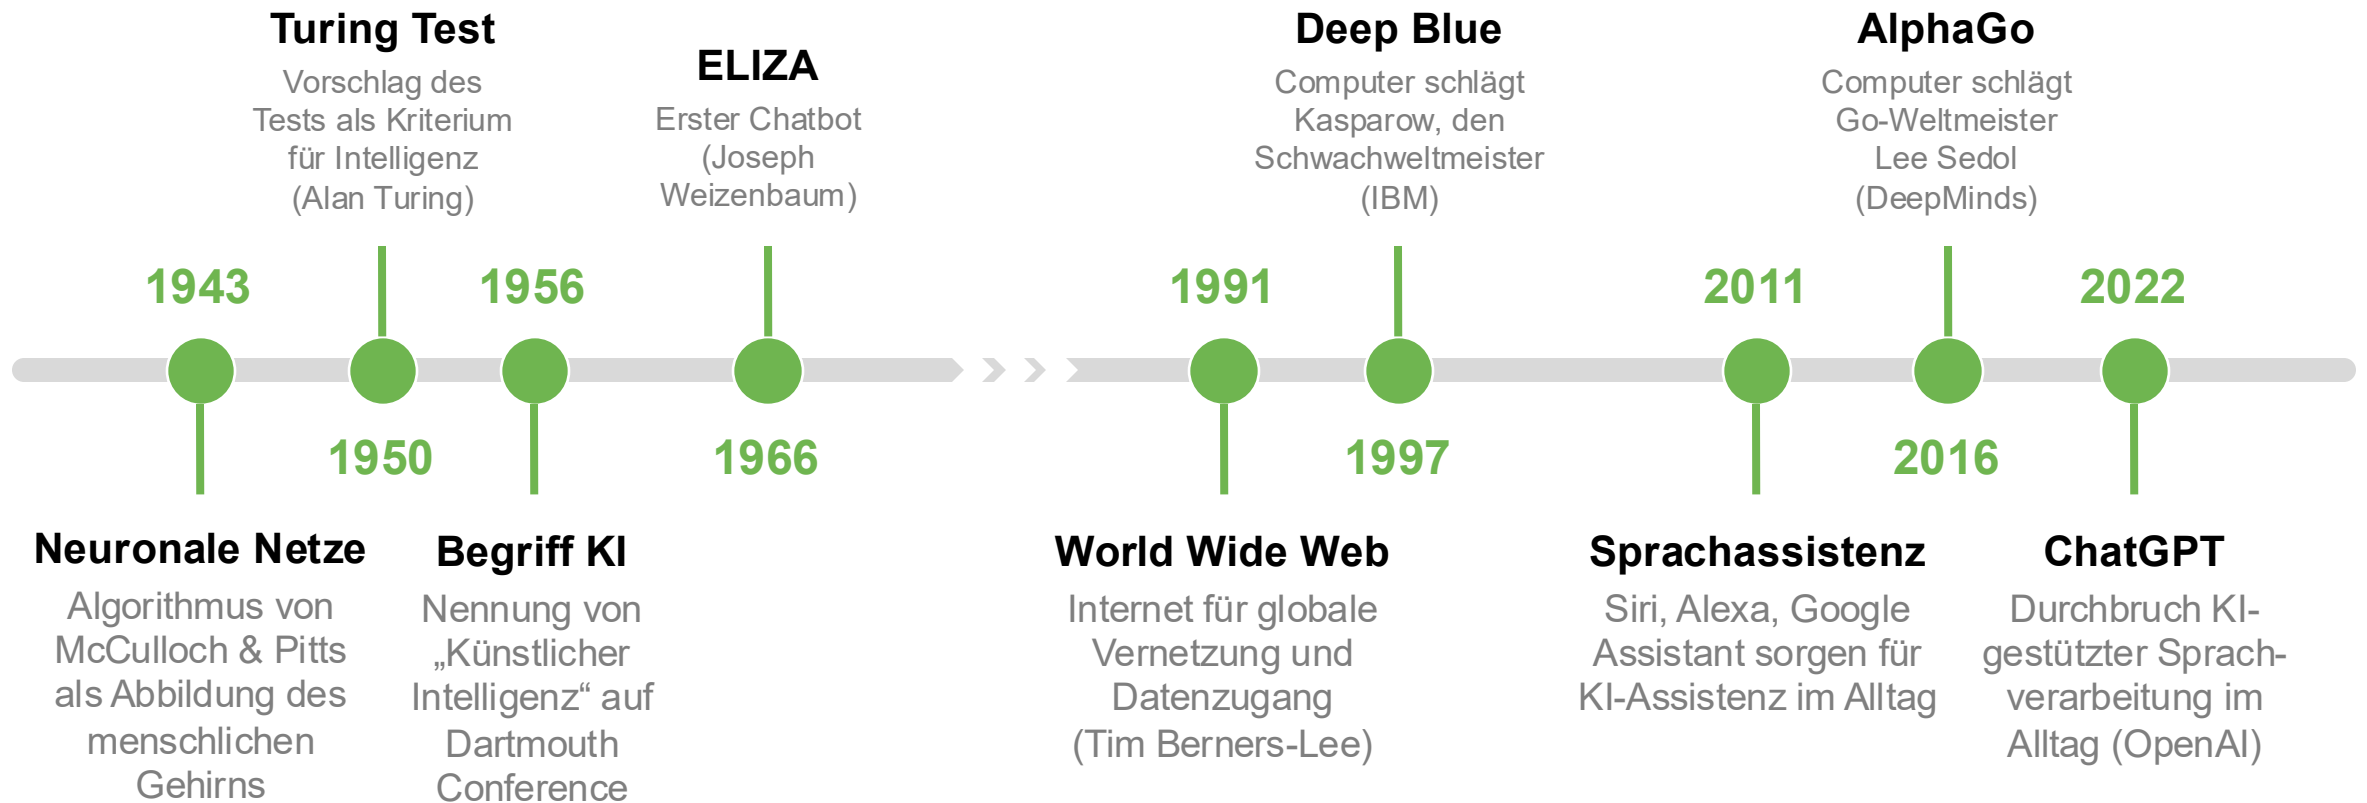 Turing Test
Vorschlag des
Tests als Kriterium
für Intelligenz
(Alan Turing)
ELIZA
Erster Chatbot
(Joseph
Weizenbaum)
Deep Blue
Computer schlägt
Kasparow, den
Schwachweltmeister
(IBM)
AlphaGo
Computer schlägt
Go-Weltmeister
Lee Sedol
(DeepMinds)
1943
1956
1991
2011
2022
1950
1966
1997
2016
Neuronale Netze
Algorithmus von
McCulloch & Pitts
als Abbildung des
menschlichen
Gehirns
Begriff KI
Nennung von
„Künstlicher
Intelligenz“ auf
Dartmouth
Conference
World Wide Web
Internet für globale
Vernetzung und
Datenzugang
(Tim Berners-Lee)
Sprachassistenz
Siri, Alexa, Google
Assistant sorgen für
KI-Assistenz im Alltag
ChatGPT
Durchbruch KI-
gestützter Sprach-
verarbeitung im
Alltag (OpenAI)